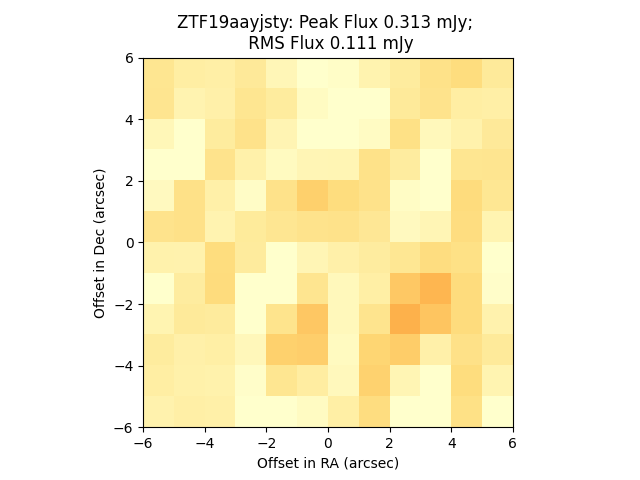 ZTF19aayjsty: Peak Flux 0.313 mJy;
RMS Flux 0.111 mJy
6
4
2
0
−2
−4
−6
Offset in Dec (arcsec)
−6 −4 −2 0 2 4 6
Offset in RA (arcsec)